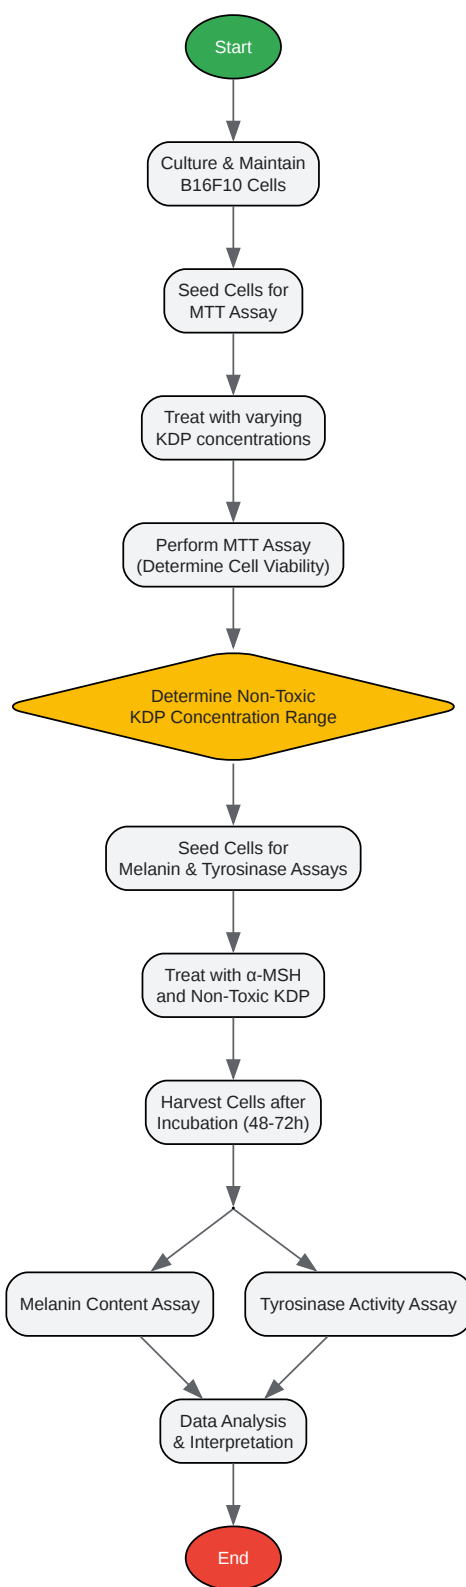 Start
Culture & Maintain
B16F10 Cells
Seed Cells for
MTT Assay
Treat with varying
KDP concentrations
Perform MTT Assay
(Determine Cell Viability)
Determine Non-Toxic
KDP Concentration Range
Seed Cells for
Melanin & Tyrosinase Assays
Treat with α-MSH
and Non-Toxic KDP
Harvest Cells after
Incubation (48-72h)
Melanin Content Assay
Tyrosinase Activity Assay
Data Analysis
& Interpretation
End